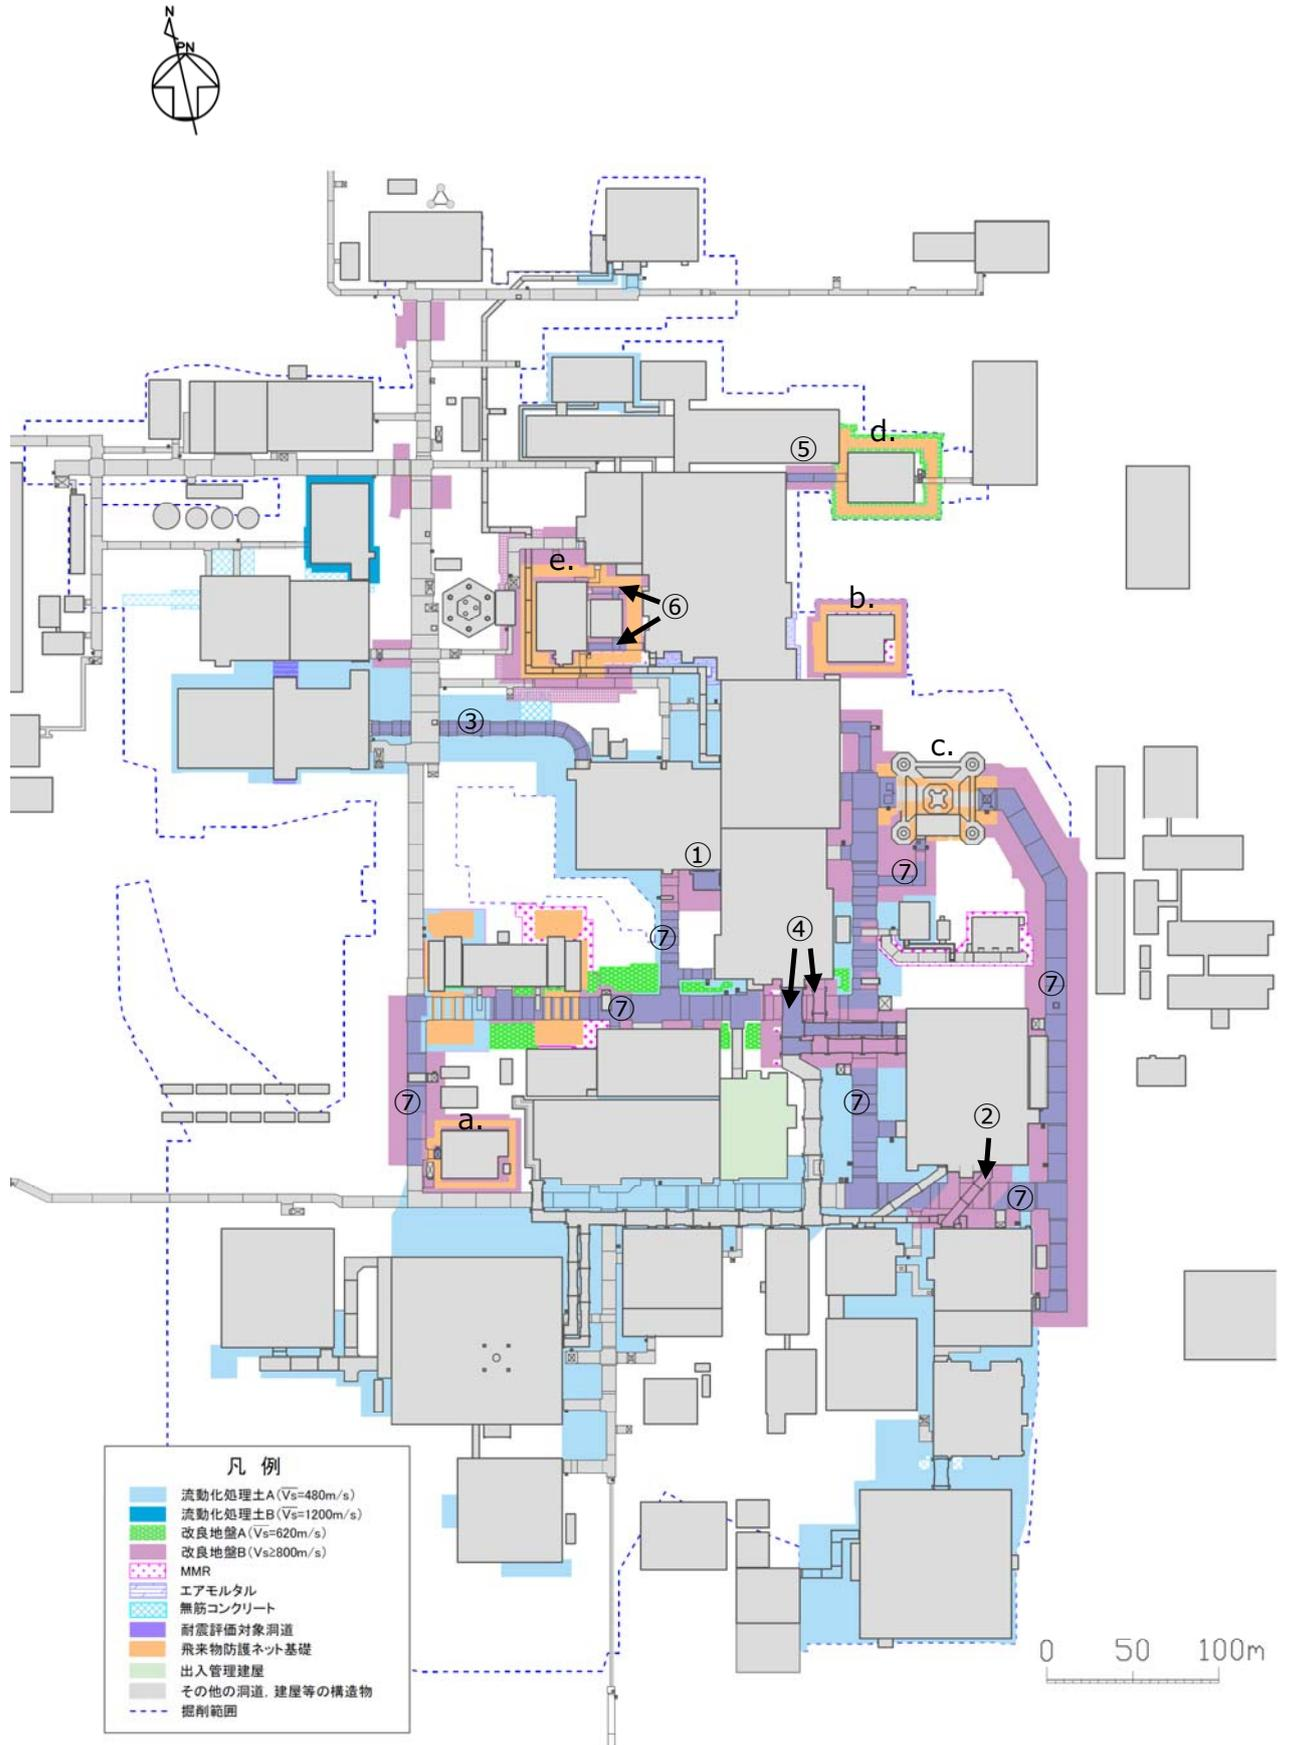 N
PN
⑤
d.
e.
⑥
b.
③
c.
①
⑦
④
⑦
⑦
⑦
⑦
⑦
②
a.
⑦
凡 例
流動化処理土A(V̅s̅=480m/s)
流動化処理土B(V̅s̅=1200m/s)
改良地盤A(V̅s̅=620m/s)
改良地盤B(Vs≥800m/s)
MMR
エアモルタル
無筋コンクリート
耐震評価対象洞道
飛来物防護ネット基礎
出入管理建屋
その他の洞道，建屋等の構造物
掘削範囲
0 50 100m